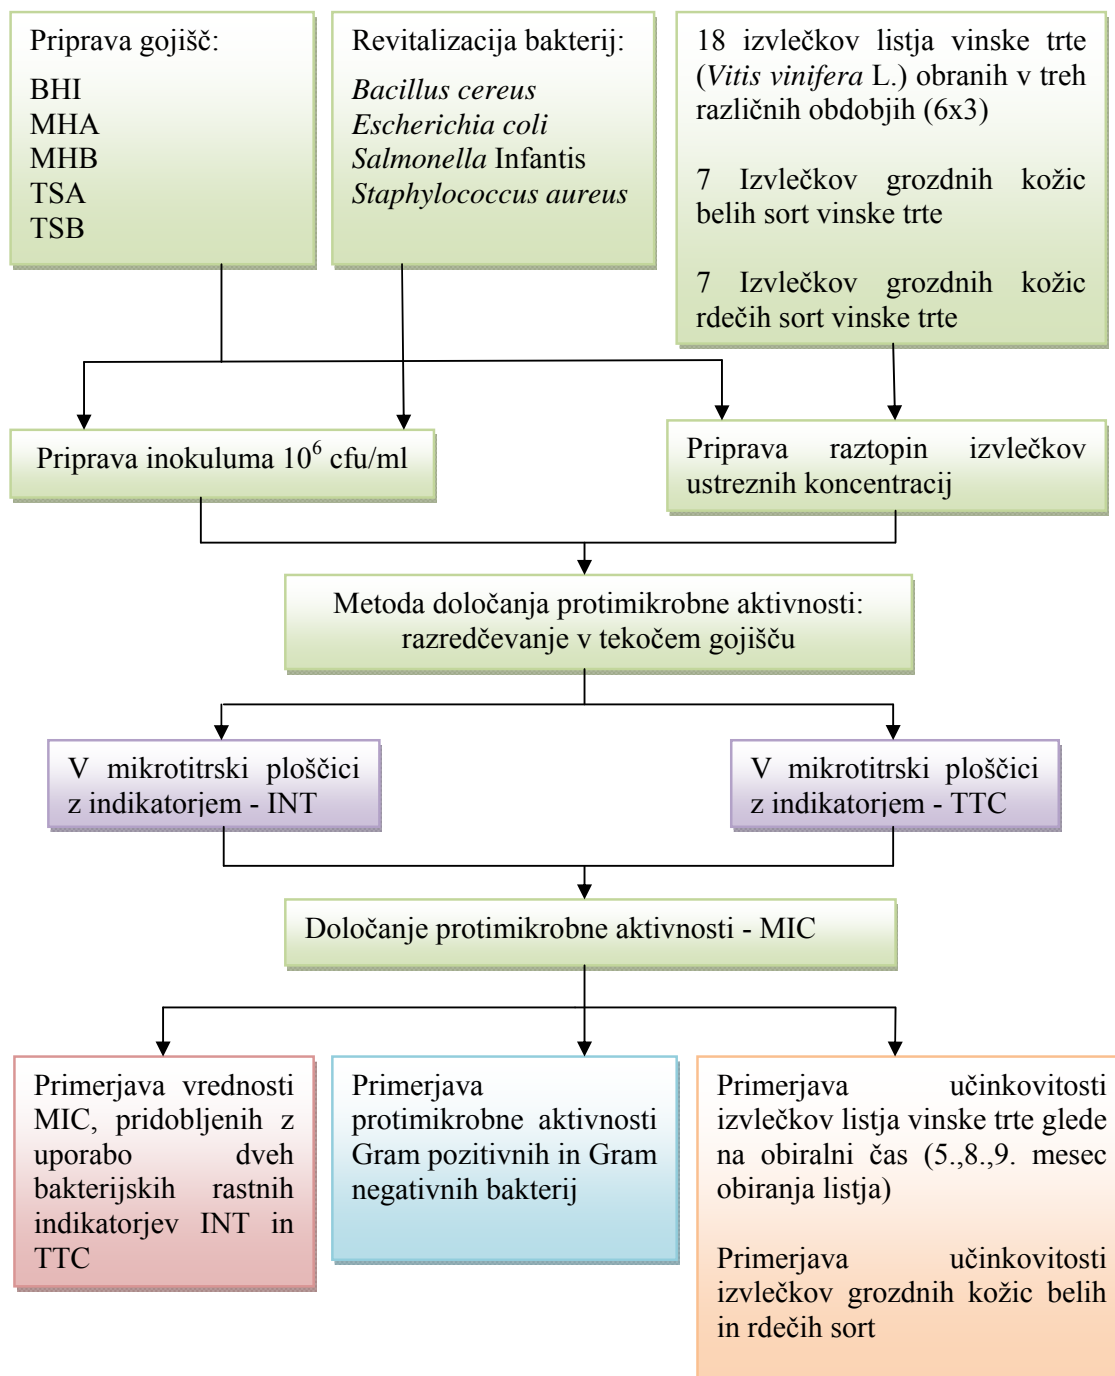 Priprava gojišč:
BHI
MHA
MHB
TSA
TSB
Revitalizacija bakterij:
Bacillus cereus
Escherichia coli
Salmonella Infantis
Staphylococcus aureus
18 izvlečkov listja vinske trte
(Vitis vinifera L.) obranih v treh
različnih obdobjih (6x3)
7 Izvlečkov grozdnih kožic
belih sort vinske trte
7 Izvlečkov grozdnih kožic
rdečih sort vinske trte
Priprava inokuluma 10⁶ cfu/ml
Priprava raztopin izvlečkov
ustreznih koncentracij
Metoda določanja protimikrobne aktivnosti:
razredčevanje v tekočem gojišču
V mikrotitrski ploščici
z indikatorjem - INT
V mikrotitrski ploščici
z indikatorjem - TTC
Določanje protimikrobne aktivnosti - MIC
Primerjava vrednosti
MIC, pridobljenih z
uporabo dveh
bakterijskih rastnih
indikatorjev INT in
TTC
Primerjava
protimikrobne aktivnosti
Gram pozitivnih in Gram
negativnih bakterij
Primerjava učinkovitosti
izvlečkov listja vinske trte glede
na obiralni čas (5.,8.,9. mesec
obiranja listja)
Primerjava učinkovitosti
izvlečkov grozdnih kožic belih
in rdečih sort